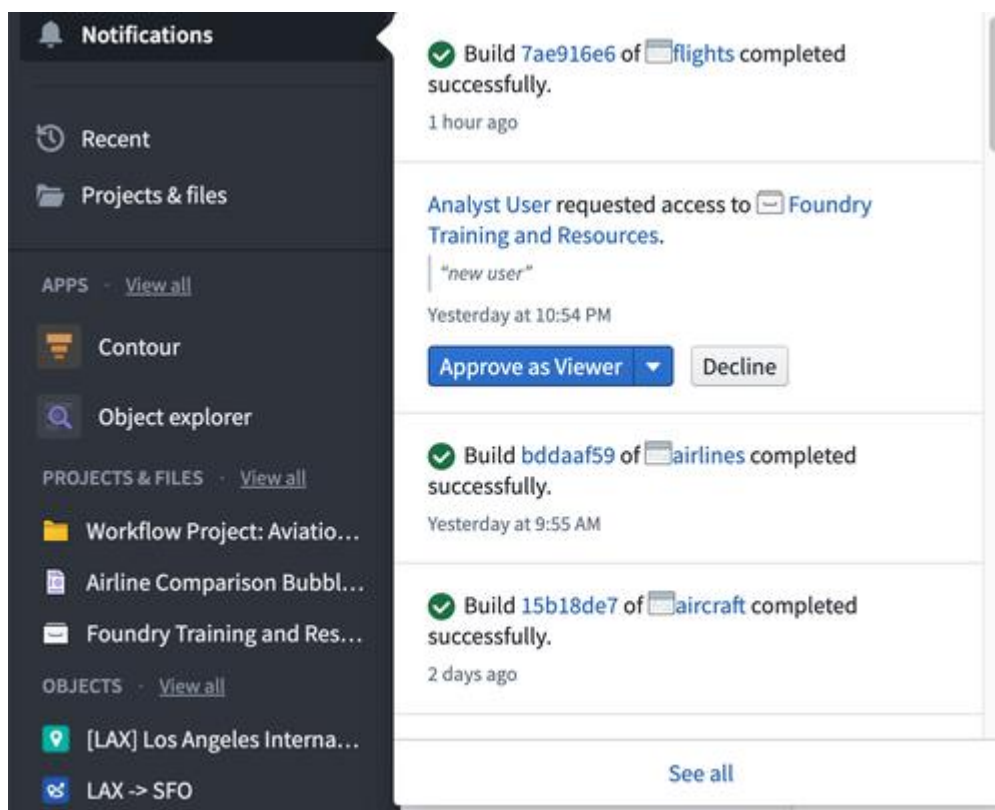 Notifications
Recent
Projects & files
APPS · View all
Contour
Object explorer
PROJECTS & FILES · View all
Workflow Project: Aviatio...
Airline Comparison Bubbl...
Foundry Training and Res...
OBJECTS · View all
[LAX] Los Angeles Interna...
LAX -> SFO
Build 7ae916e6 of flights completed
successfully.
1 hour ago
Analyst User requested access to Foundry
Training and Resources.
"new user"
Yesterday at 10:54 PM
Approve as Viewer
Decline
Build bddaaf59 of airlines completed
successfully.
Yesterday at 9:55 AM
Build 15b18de7 of aircraft completed
successfully.
2 days ago
See all